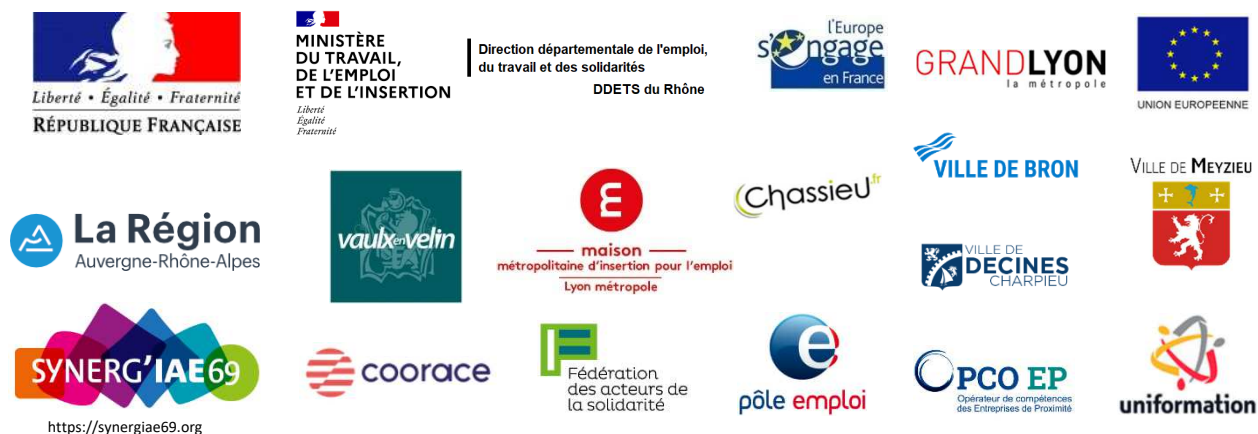 Liberté • Égalité • Fraternité
RÉPUBLIQUE FRANÇAISE
MINISTÈRE
DU TRAVAIL,
DE L'EMPLOI
ET DE L'INSERTION
Liberté
Égalité
Fraternité
Direction départementale de l'emploi,
du travail et des solidarités
DDETS du Rhône
l'Europe
s'engage
en France
GRANDLYON
la métropole
UNION EUROPEENNE
La Région
Auvergne-Rhône-Alpes
vaulx-en-velin
maison
métropolitaine d'insertion pour l'emploi
Lyon métropole
Chassieu.fr
VILLE DE BRON
VILLE DE MEYZIEU
VILLE DE
DECINES
CHARPIEU
SYNERG'IAE69
https://synergiae69.org
coorace
Fédération
des acteurs de
la solidarité
pôle emploi
OPCO EP
Opérateur de compétences
des Entreprises de Proximité
uniformation